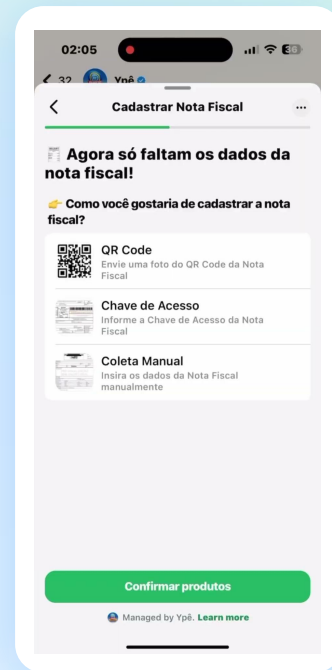 02:05
36
32 Ypê
Cadastrar Nota Fiscal
Agora só faltam os dados da
nota fiscal!
Como você gostaria de cadastrar a nota
fiscal?
QR Code
Envie uma foto do QR Code da Nota
Fiscal
Chave de Acesso
Informe a Chave de Acesso da Nota
Fiscal
Coleta Manual
Insira os dados da Nota Fiscal
manualmente
Confirmar produtos
Managed by Ypê. Learn more